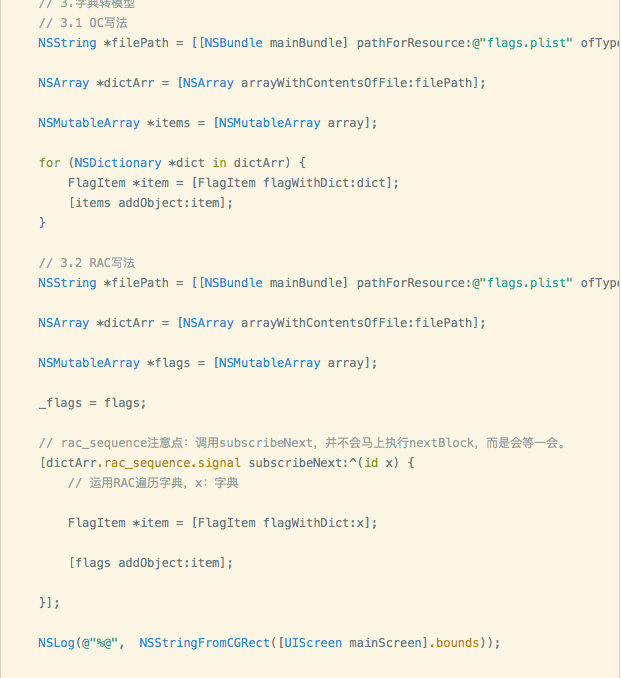 // 3.字典转模型
// 3.1 OC写法
NSString *filePath = [[NSBundle mainBundle] pathForResource:@"flags.plist" ofType
NSArray *dictArr = [NSArray arrayWithContentsOfFile:filePath];
NSMutableArray *items = [NSMutableArray array];
for (NSDictionary *dict in dictArr) {
FlagItem *item = [FlagItem flagWithDict:dict];
[items addObject:item];
}
// 3.2 RAC写法
NSString *filePath = [[NSBundle mainBundle] pathForResource:@"flags.plist" ofType
NSArray *dictArr = [NSArray arrayWithContentsOfFile:filePath];
NSMutableArray *flags = [NSMutableArray array];
_flags = flags;
// rac_sequence注意点：调用subscribeNext，并不会马上执行nextBlock，而是会等一会。
[dictArr.rac_sequence.signal subscribeNext:^(id x) {
// 运用RAC遍历字典，x：字典
FlagItem *item = [FlagItem flagWithDict:x];
[flags addObject:item];
}];
NSLog(@"%@",  NSStringFromCGRect([UIScreen mainScreen].bounds));